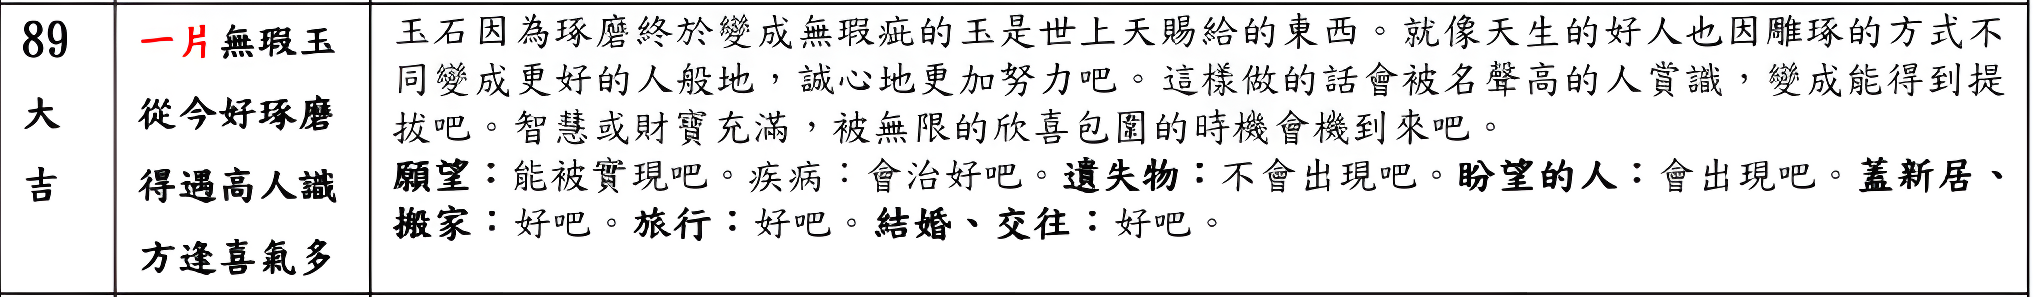 89
大
吉
一片無瑕玉
從今好琢磨
得遇高人識
方逢喜氣多
玉石因為琢磨終於變成無瑕疵的玉是世上天賜給的東西。就像天生的好人也因雕琢的方式不
同變成更好的人般地，誠心地更加努力吧。這樣做的話會被名聲高的人賞識，變成能得到提
拔吧。智慧或財寶充滿，被無限的欣喜包圍的時機會機到來吧。
願望：能被實現吧。疾病：會治好吧。遺失物：不會出現吧。盼望的人：會出現吧。蓋新居、
搬家：好吧。旅行：好吧。結婚、交往：好吧。